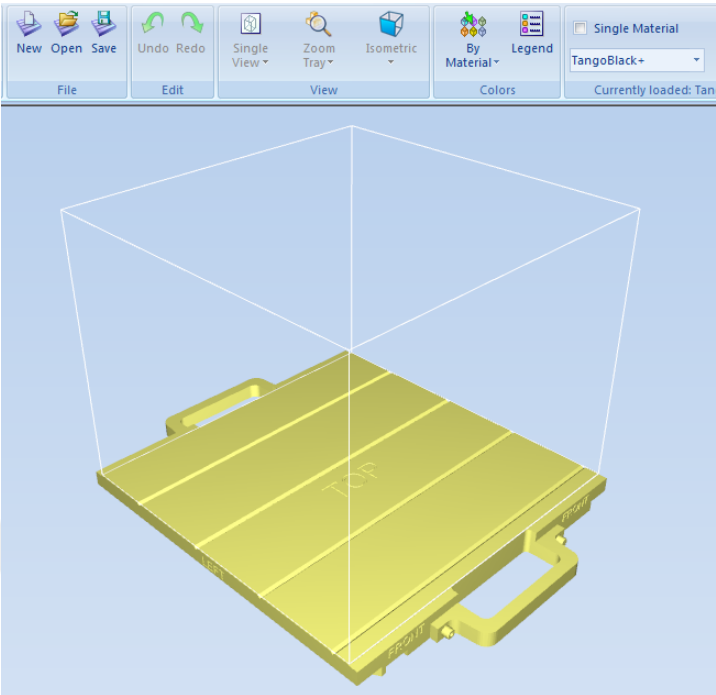 New Open Save
Undo Redo
Single View
Zoom Tray
Isometric
By Material
Legend
Single Material
TangoBlack+
File
Edit
View
Colors
Currently loaded: Tan
TOP
LEFT
FRONT
FRONT